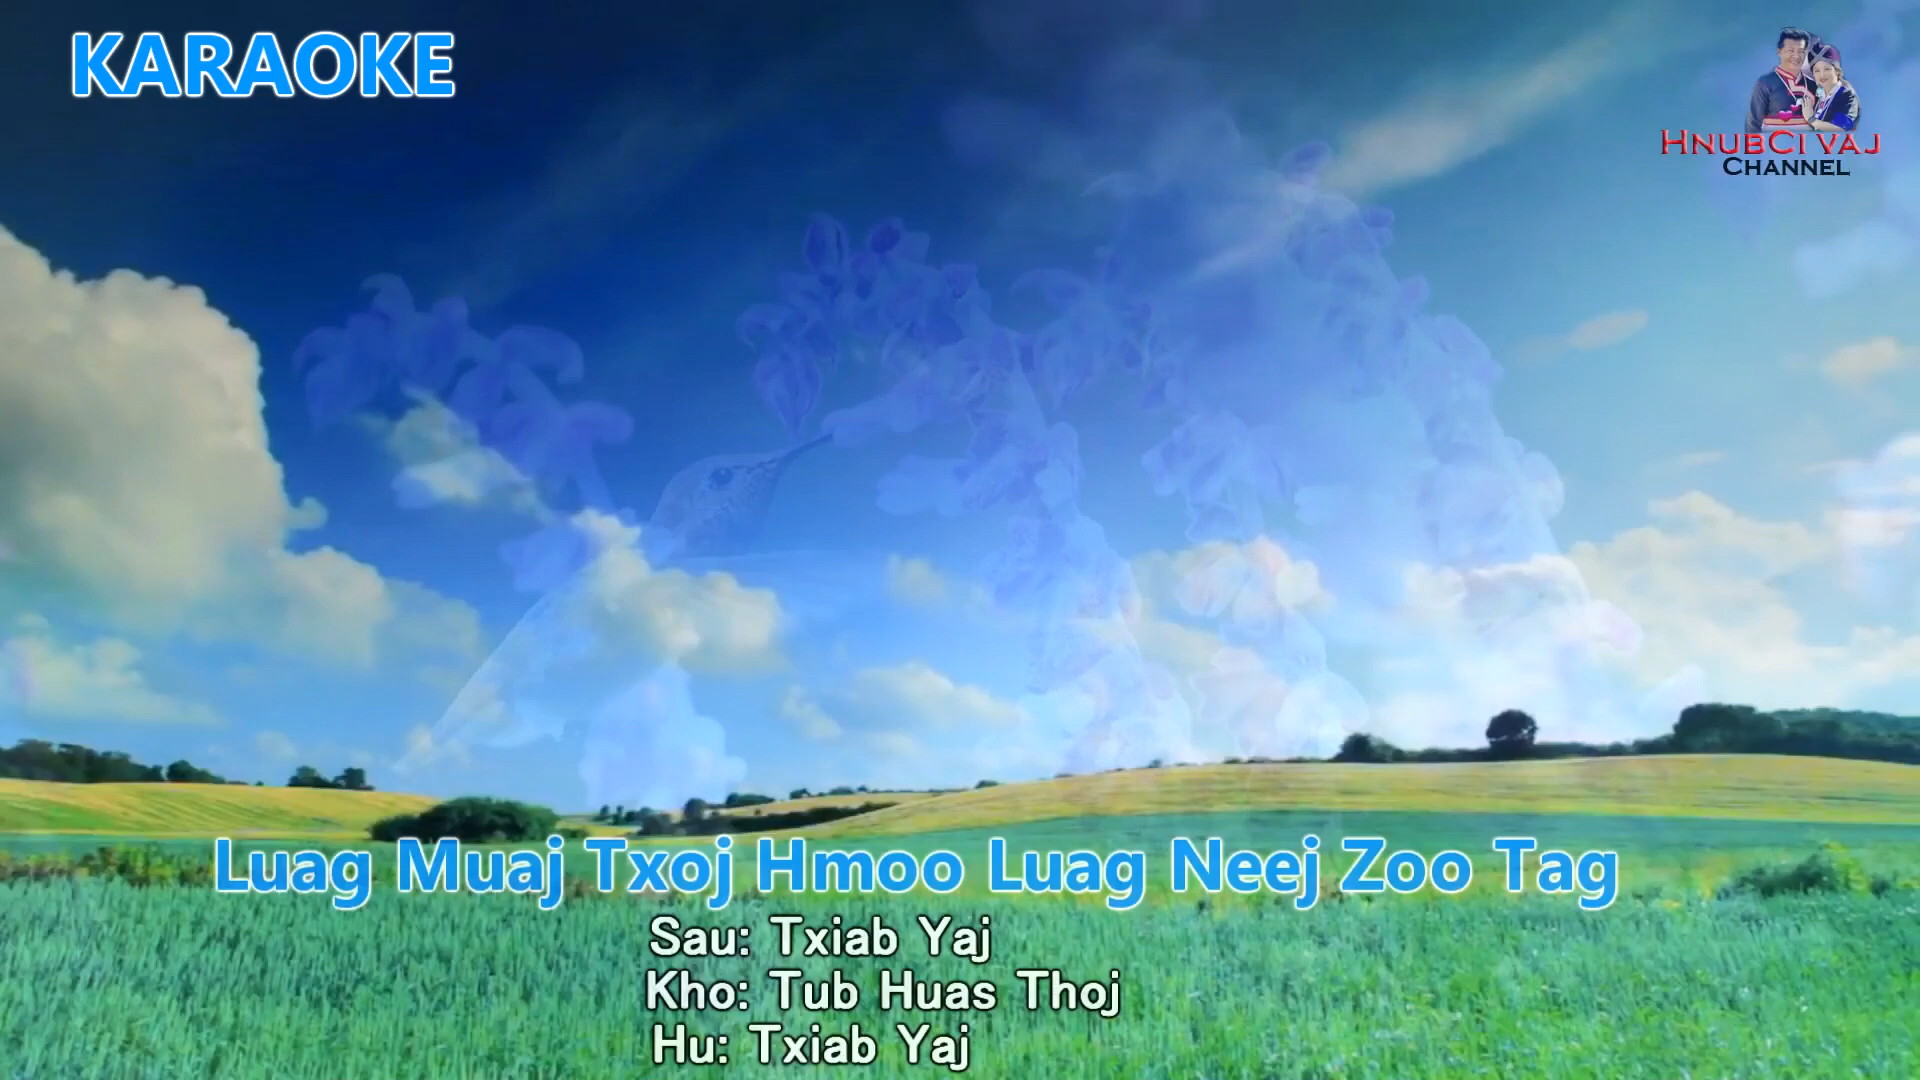 KARAOKE
HNUBCI VAJ
CHANNEL
Luag Muaj Txoj Hmoo Luag Neej Zoo Tag
Sau: Txiab Yaj
Kho: Tub Huas Thoj
Hu: Txiab Yaj